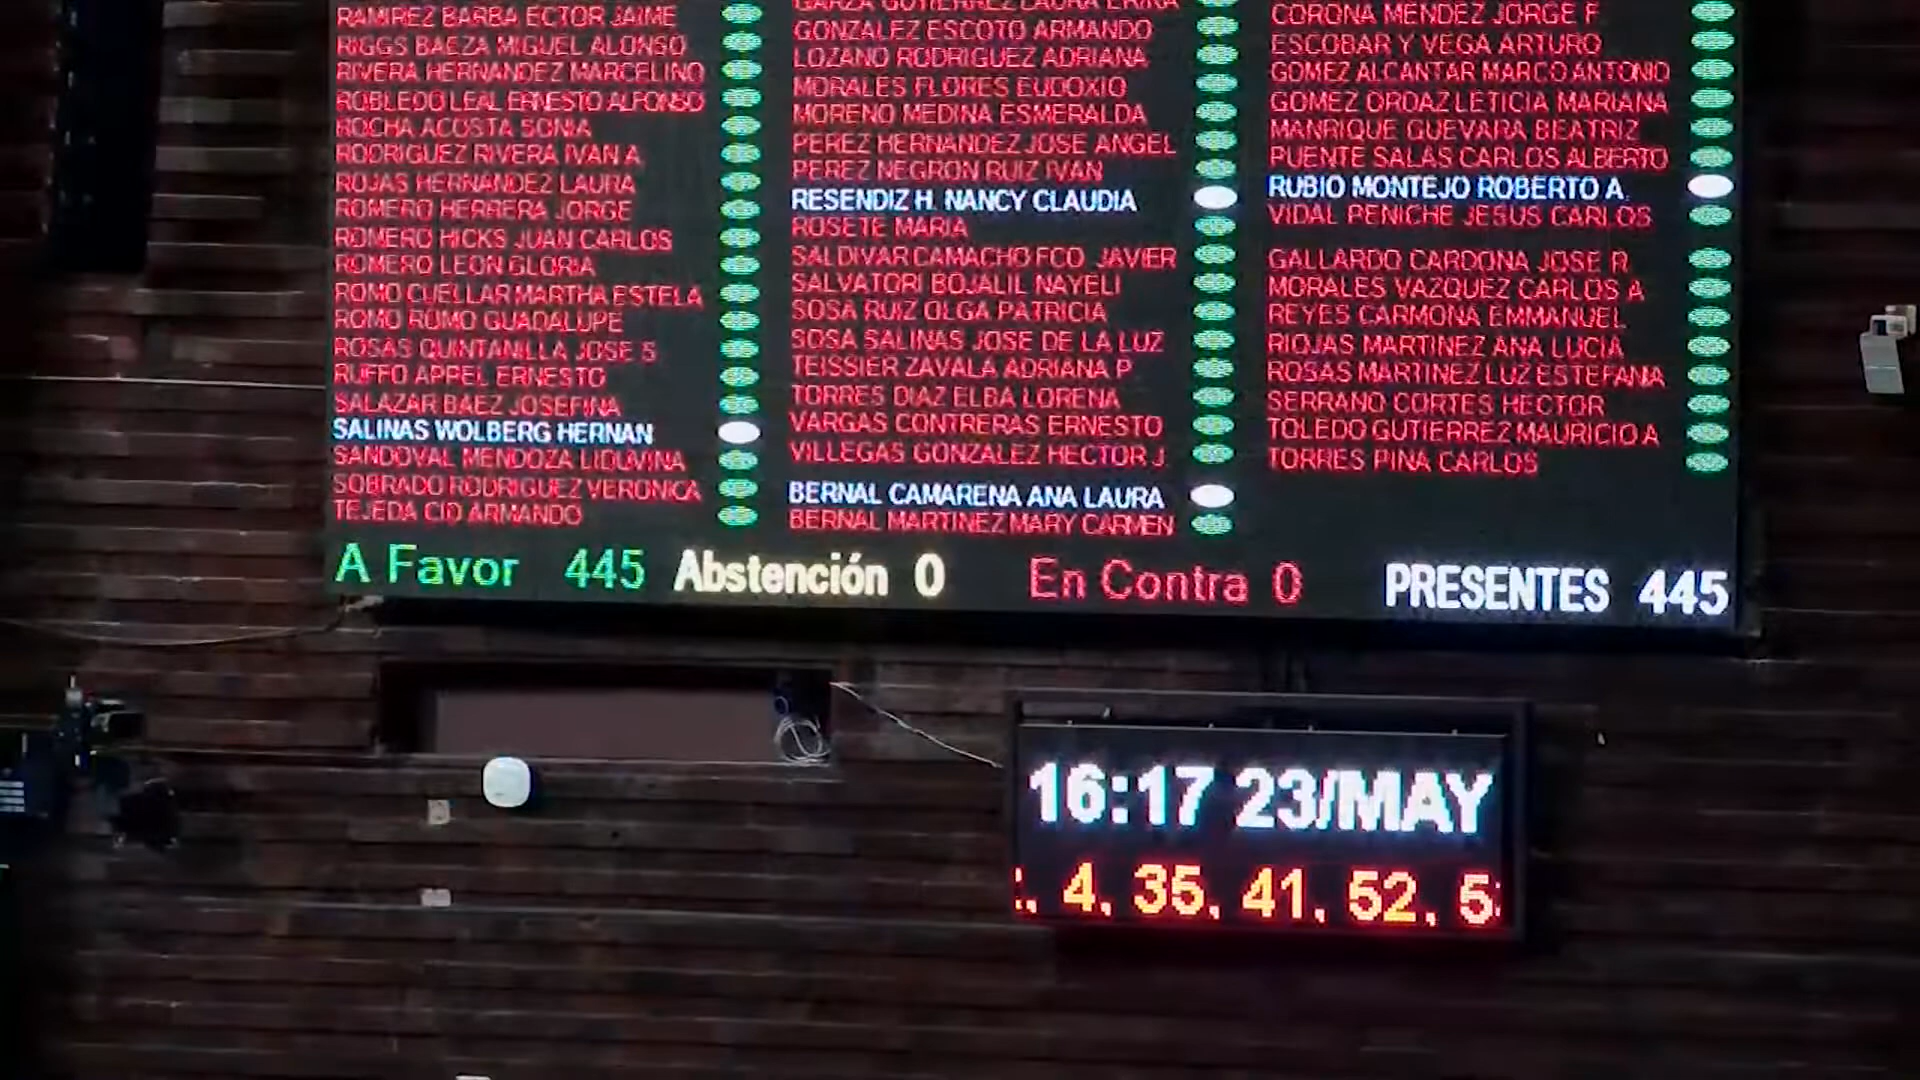 RAMIREZ BARBA ECTOR JAIME
RIGGS BAEZA MIGUEL ALONSO
RIVERA HERNANDEZ MARCELINO
ROBLEDO LEAL ERNESTO ALFONSO
ROCHA ACOSTA SONIA
RODRIGUEZ RIVERA IVAN A.
ROJAS HERNANDEZ LAURA
ROMERO HERRERA JORGE
ROMERO HICKS JUAN CARLOS
ROMERO LEON GLORIA
ROMO CUELLAR MARTHA ESTELA
ROMO ROMO GUADALUPE
ROSAS QUINTANILLA JOSE S.
RUFFO APPEL ERNESTO
SALAZAR BAEZ JOSEFINA
SALINAS WOLBERG HERNAN
SANDOVAL MENDOZA LIDUVINA
SOBRADO RODRIGUEZ VERONICA
TEJEDA CID ARMANDO
GARZA GUTIERREZ LAURA ERIKA
GONZALEZ ESCOTO ARMANDO
LOZANO RODRIGUEZ ADRIANA
MORALES FLORES EUDOXIO
MORENO MEDINA ESMERALDA
PEREZ HERNANDEZ JOSE ANGEL
PEREZ NEGRON RUIZ IVAN
RESENDIZ H. NANCY CLAUDIA
ROSETE MARIA
SALDIVAR CAMACHO FCO. JAVIER
SALVATORI BOJALIL NAYELI
SOSA RUIZ OLGA PATRICIA
SOSA SALINAS JOSE DE LA LUZ
TEISSIER ZAVALA ADRIANA P.
TORRES DIAZ ELBA LORENA
VARGAS CONTRERAS ERNESTO
VILLEGAS GONZALEZ HECTOR J.
BERNAL CAMARENA ANA LAURA
BERNAL MARTINEZ MARY CARMEN
CORONA MENDEZ JORGE F.
ESCOBAR Y VEGA ARTURO
GOMEZ ALCANTAR MARCO ANTONIO
GOMEZ ORDAZ LETICIA MARIANA
MANRIQUE GUEVARA BEATRIZ
PUENTE SALAS CARLOS ALBERTO
RUBIO MONTEJO ROBERTO A.
VIDAL PENICHE JESUS CARLOS
GALLARDO CARDONA JOSE R.
MORALES VAZQUEZ CARLOS A.
REYES CARMONA EMMANUEL
RIOJAS MARTINEZ ANA LUCIA
ROSAS MARTINEZ LUZ ESTEFANIA
SERRANO CORTES HECTOR
TOLEDO GUTIERREZ MAURICIO A.
TORRES PIÑA CARLOS
A Favor 445 Abstención 0 En Contra 0 PRESENTES 445
16:17 23/MAY
, 4, 35, 41, 52, 5